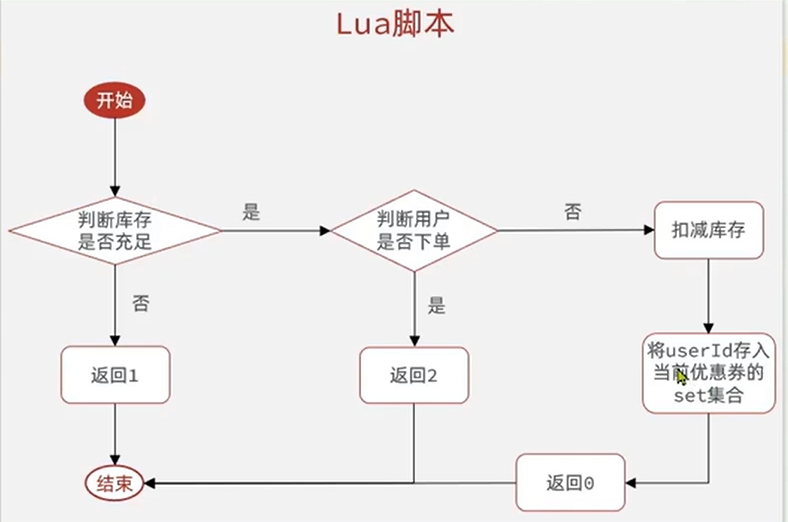 Lua脚本
开始
判断库存
是否充足
是
判断用户
是否下单
否
扣减库存
否
是
返回1
返回2
将userId存入
当前优惠券的
set集合
结束
返回0